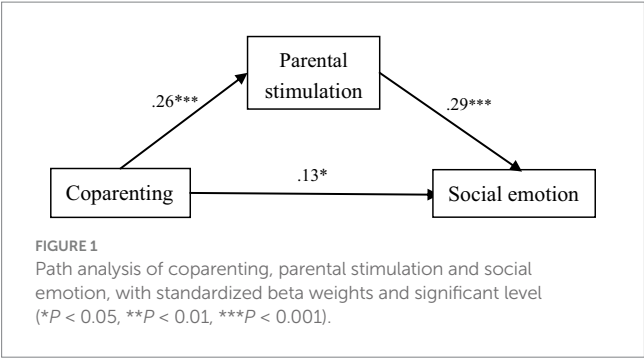 Parental
stimulation
.26***
.29***
.13*
Coparenting
Social emotion
FIGURE 1
Path analysis of coparenting, parental stimulation and social
emotion, with standardized beta weights and significant level
(*P < 0.05, **P < 0.01, ***P < 0.001).